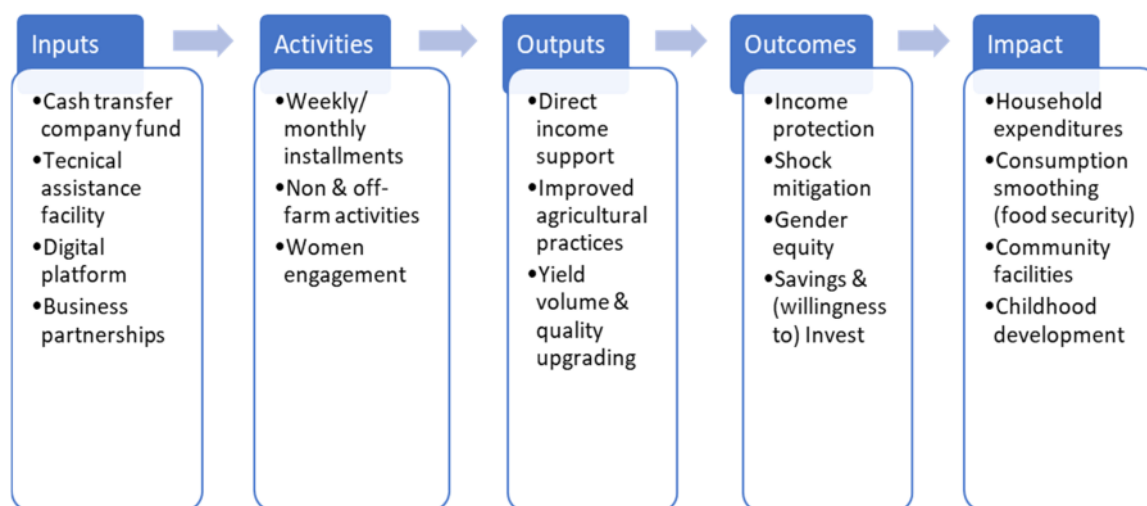 Inputs
•Cash transfer
company fund
•Tecnical
assistance
facility
•Digital
platform
•Business
partnerships
Activities
•Weekly/
monthly
installments
•Non & off-
farm activities
•Women
engagement
Outputs
•Direct
income
support
•Improved
agricultural
practices
•Yield
volume &
quality
upgrading
Outcomes
•Income
protection
•Shock
mitigation
•Gender
equity
•Savings &
(willingness
to) Invest
Impact
•Household
expenditures
•Consumption
smoothing
(food security)
•Community
facilities
•Childhood
development